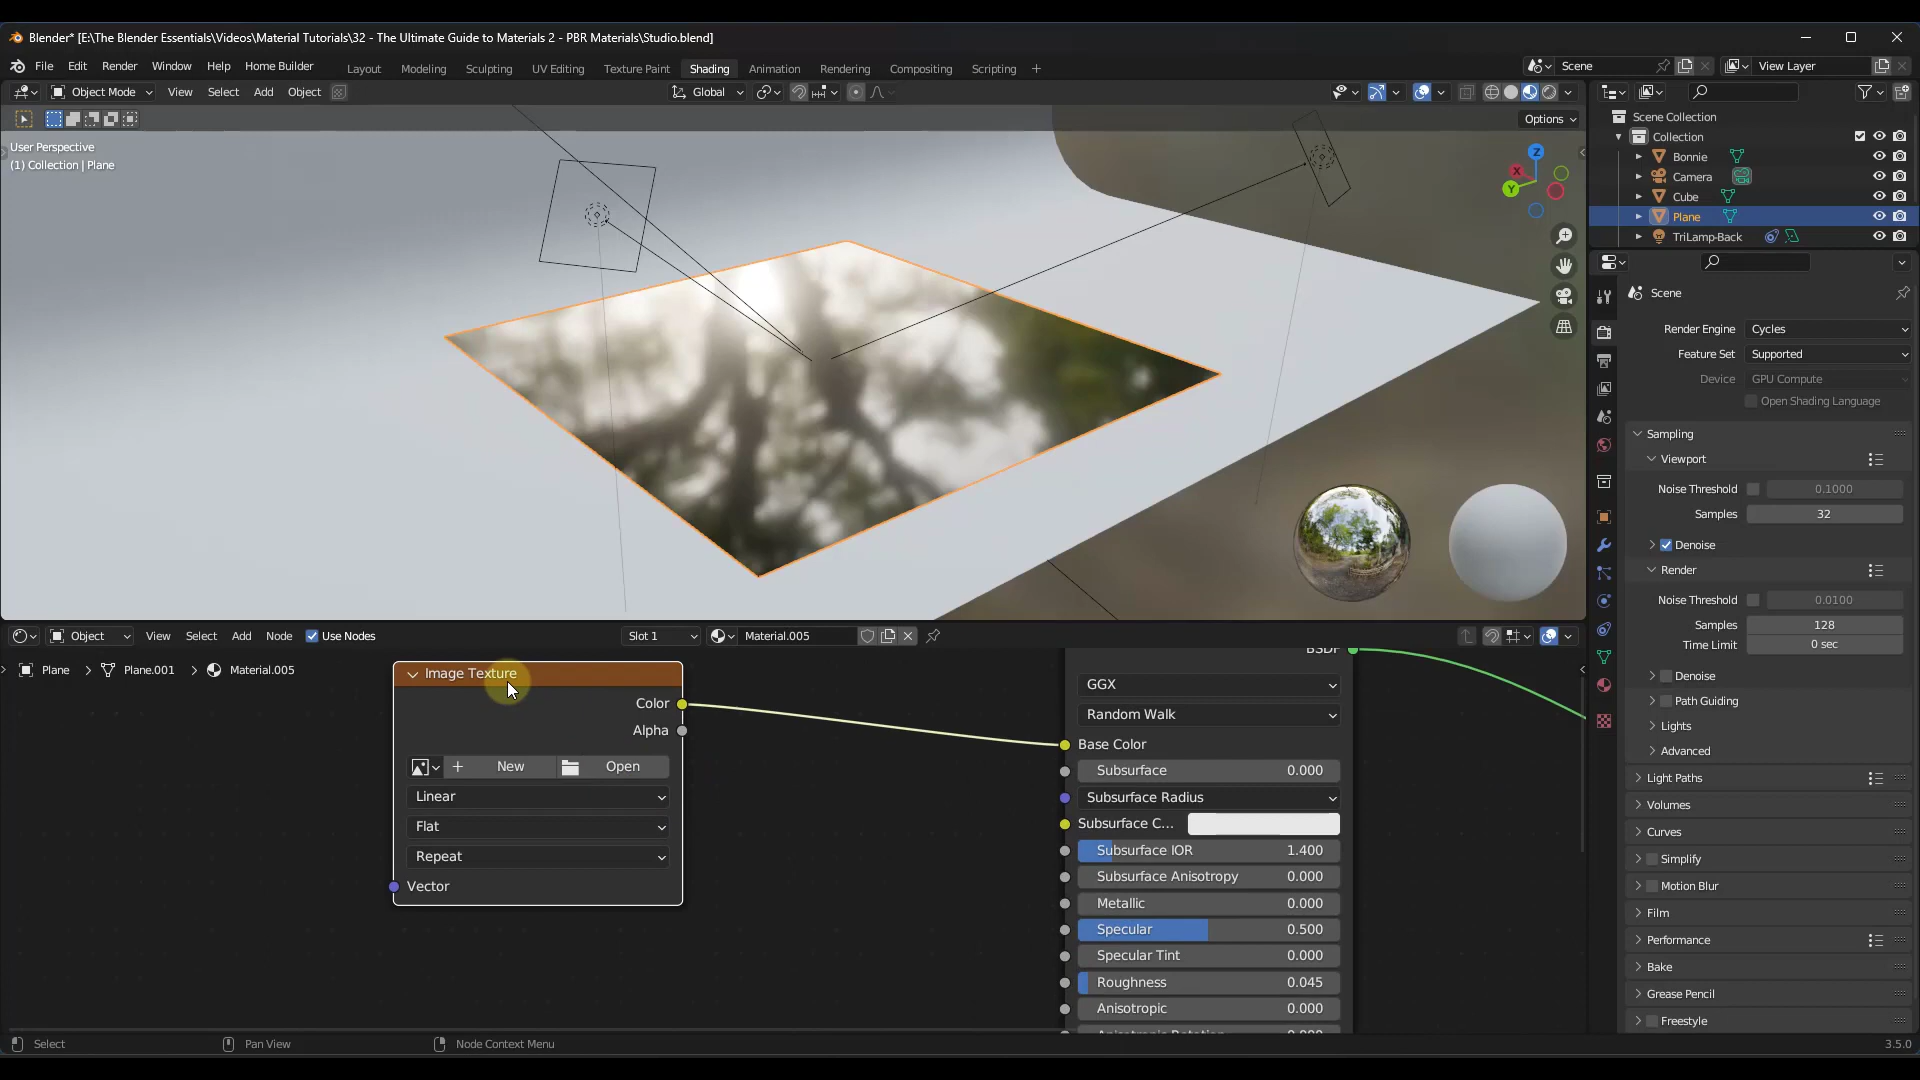 Blender* [E:\The Blender Essentials\Videos\Material Tutorials\32 - The Ultimate Guide to Materials 2 - PBR Materials\Studio.blend]
File Edit Render Window Help Home Builder
Layout Modeling Sculpting UV Editing Texture Paint Shading Animation Rendering Compositing Scripting +
Scene View Layer
Object Mode View Select Add Object Global
Options
User Perspective
(1) Collection | Plane
Z
X
Y
Scene Collection
Collection
Bonnie
Camera
Cube
Plane
TriLamp-Back
Scene
Render Engine Cycles
Feature Set Supported
Device GPU Compute
Open Shading Language
Sampling
Viewport
Noise Threshold 0.1000
Samples 32
Denoise
Render
Noise Threshold 0.0100
Samples 128
Time Limit 0 sec
Denoise
Path Guiding
Lights
Advanced
Light Paths
Volumes
Curves
Simplify
Motion Blur
Film
Performance
Bake
Grease Pencil
Freestyle
Object View Select Add Node Use Nodes Slot 1 Material.005
Plane Plane.001 Material.005
Image Texture
Color
Alpha
New Open
Linear
Flat
Repeat
Vector
BSDF
GGX
Random Walk
Base Color
Subsurface 0.000
Subsurface Radius
Subsurface C...
Subsurface IOR 1.400
Subsurface Anisotropy 0.000
Metallic 0.000
Specular 0.500
Specular Tint 0.000
Roughness 0.045
Anisotropic 0.000
Select Pan View Node Context Menu 3.5.0